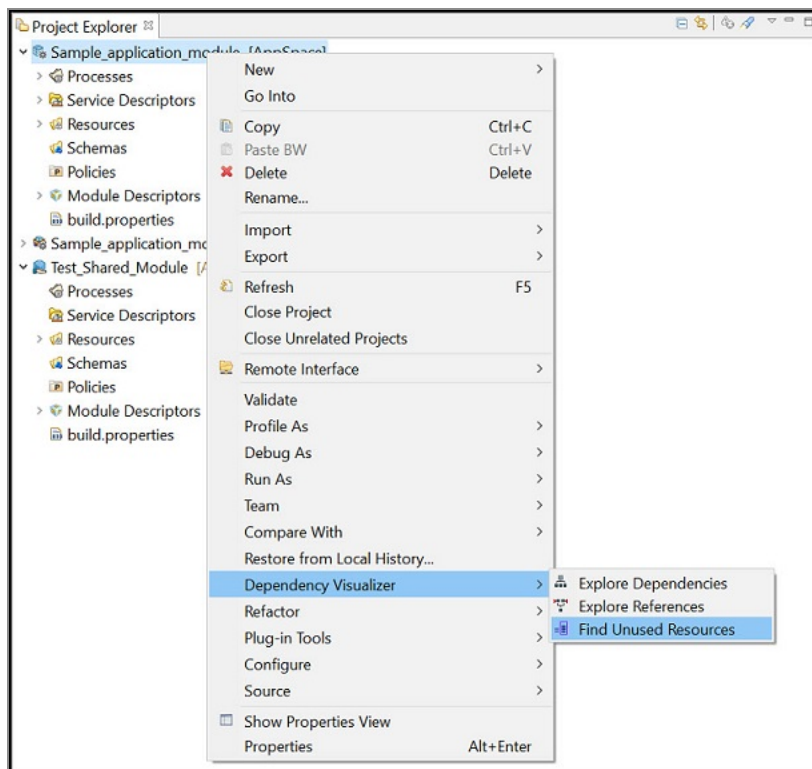 Project Explorer
Sample_application_module [AppSpace]
Processes
Service Descriptors
Resources
Schemas
Policies
Module Descriptors
build.properties
Sample_application_mo
Test_Shared_Module [A
Processes
Service Descriptors
Resources
Schemas
Policies
Module Descriptors
build.properties
New
Go Into
Copy Ctrl+C
Paste BW Ctrl+V
Delete Delete
Rename...
Import
Export
Refresh F5
Close Project
Close Unrelated Projects
Remote Interface
Validate
Profile As
Debug As
Run As
Team
Compare With
Restore from Local History...
Dependency Visualizer
Refactor
Plug-in Tools
Configure
Source
Show Properties View
Properties Alt+Enter
Explore Dependencies
Explore References
Find Unused Resources